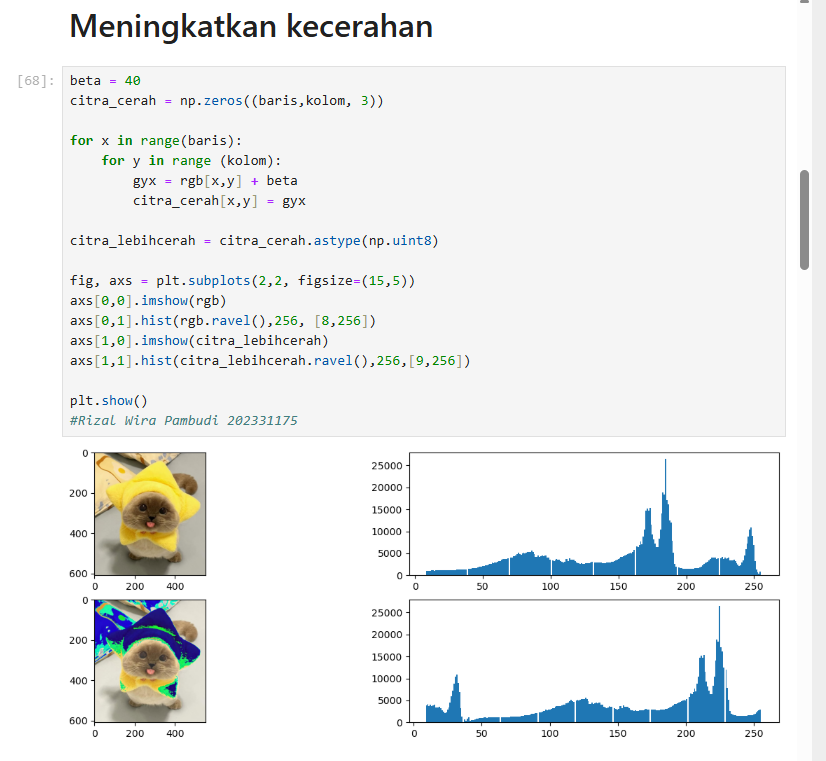 Meningkatkan kecerahan
[68]:
beta = 40
citra_cerah = np.zeros((baris,kolom, 3))
for x in range(baris):
for y in range (kolom):
gyx = rgb[x,y] + beta
citra_cerah[x,y] = gyx
citra_lebihcerah = citra_cerah.astype(np.uint8)
fig, axs = plt.subplots(2,2, figsize=(15,5))
axs[0,0].imshow(rgb)
axs[0,1].hist(rgb.ravel(),256, [8,256])
axs[1,0].imshow(citra_lebihcerah)
axs[1,1].hist(citra_lebihcerah.ravel(),256,[9,256])
plt.show()
#Rizal Wira Pambudi 202331175
0
200
400
600
0 200 400
25000
20000
15000
10000
5000
0
0 50 100 150 200 250
0
200
400
600
0 200 400
25000
20000
15000
10000
5000
0
0 50 100 150 200 250